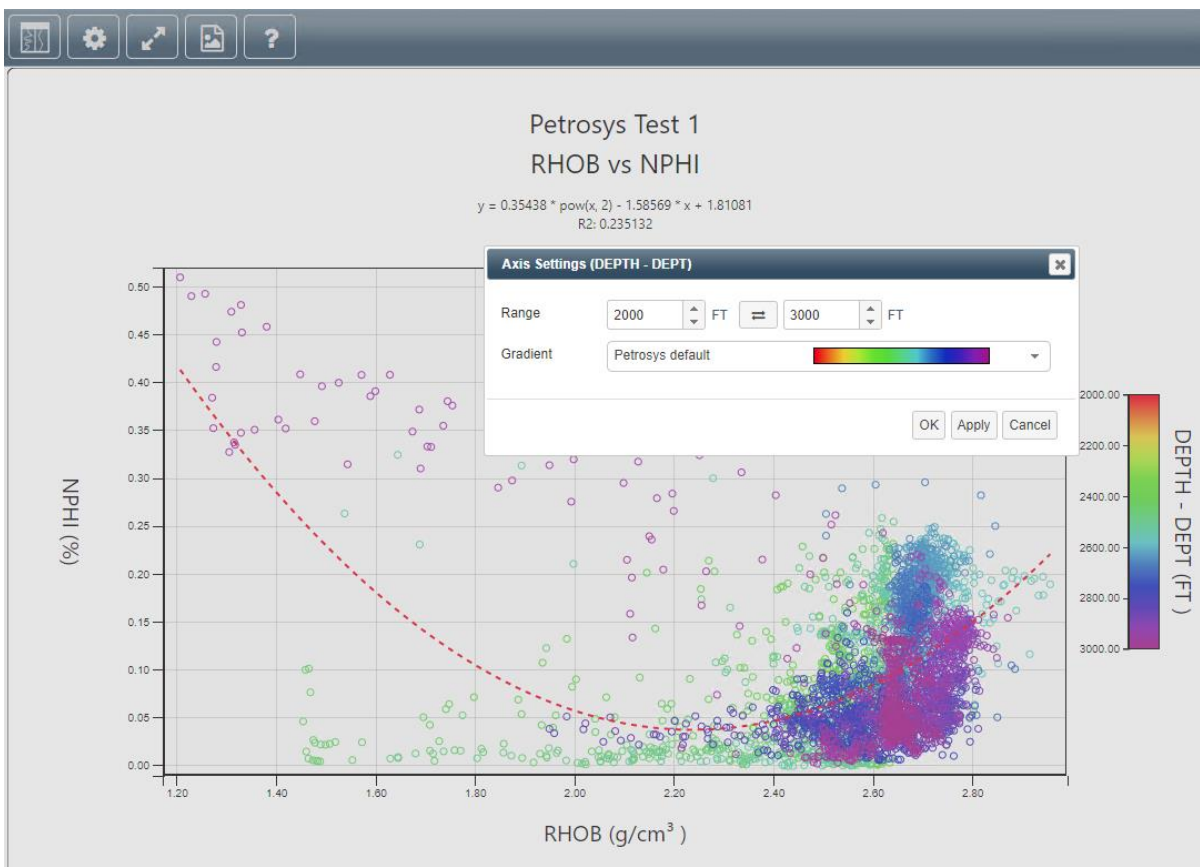 ?
Petrosys Test 1
RHOB vs NPHI
y = 0.35438 * pow(x, 2) - 1.58569 * x + 1.81081
R2: 0.235132
Axis Settings (DEPTH - DEPT)
Range 2000 FT 3000 FT
Gradient Petrosys default
OK Apply Cancel
NPHI (%)
0.50
0.45
0.40
0.35
0.30
0.25
0.20
0.15
0.10
0.05
0.00
1.20 1.40 1.60 1.80 2.00 2.20 2.40 2.60 2.80
RHOB (g/cm³ )
2000.00
2200.00
2400.00
2600.00
2800.00
3000.00
DEPTH - DEPT (FT )